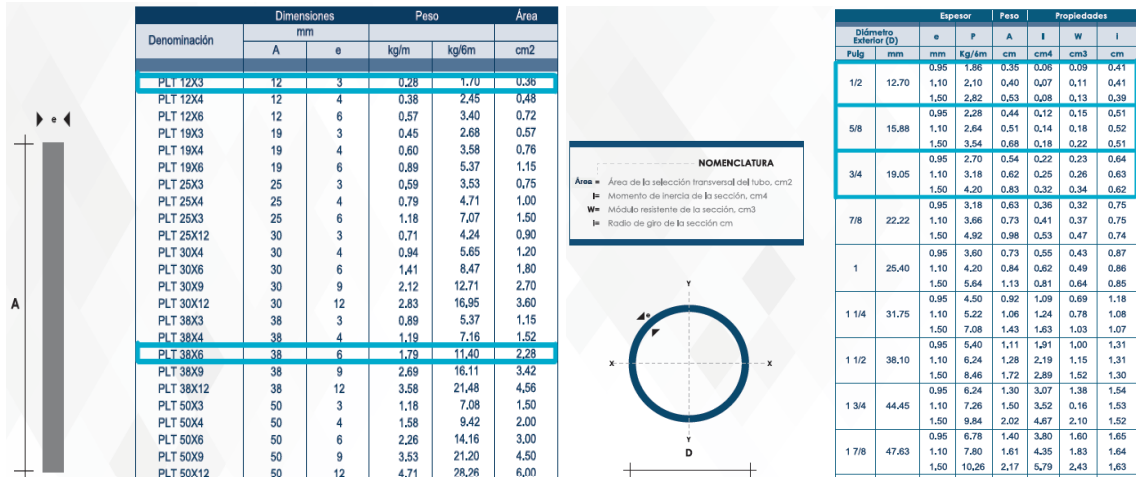 Dimensiones Peso Área
Denominación mm
A e kg/m kg/6m cm2
PLT 12X3 12 3 0.28 1.70 0.36
PLT 12X4 12 4 0.38 2,45 0,48
PLT 12X6 12 6 0,57 3.40 0.72
PLT 19X3 19 3 0.45 2.68 0.57
PLT 19X4 19 4 0,60 3.58 0.76
PLT 19X6 19 6 0.89 5.37 1.15
PLT 25X3 25 3 0,59 3,53 0,75
PLT 25X4 25 4 0.79 4.71 1.00
PLT 25X3 25 6 1.18 7.07 1.50
PLT 25X12 30 3 0.71 4.24 0.90
PLT 30X4 30 4 0.94 5.65 1.20
PLT 30X6 30 6 1,41 8.47 1.80
PLT 30X9 30 9 2.12 12.71 2.70
PLT 30X12 30 12 2.83 16,95 3.60
PLT 38X3 38 3 0,89 5.37 1.15
PLT 38X4 38 4 1.19 7.16 1.52
PLT 38X6 38 6 1.79 11.40 2,28
PLT 38X9 38 9 2.69 16.11 3,42
PLT 38X12 38 12 3.58 21,48 4,56
PLT 50X3 50 3 1.18 7.08 1.50
PLT 50X4 50 4 1.58 9.42 2.00
PLT 50X6 50 6 2.26 14.16 3,00
PLT 50X9 50 9 3,53 21.20 4,50
PLT 50X12 50 12 4.71 28.26 6.00
e
A
NOMENCLATURA
Área = Área de la selección transversal del tubo, cm2
I= Momento de inercia de la sección, cm4
W= Módulo resistente de la sección, cm3
I= Radio de giro de la sección cm
Y
e
X X
Y
D
Espesor Peso Propiedades
Diámetro Exterior (D) e P A I W i
Pulg mm mm Kg/6m cm cm4 cm3 cm
0.95 1.86 0.35 0.06 0.09 0.41
1/2 12.70 1,10 2,10 0,40 0,07 0,11 0,41
1,50 2,82 0,53 0,08 0,13 0,39
0,95 2,28 0,44 0,12 0,15 0,51
5/8 15,88 1.10 2.64 0.51 0.14 0.18 0.52
1.50 3.54 0.68 0.18 0.22 0.51
0.95 2.70 0.54 0.22 0.23 0.64
3/4 19.05 1.10 3.18 0.62 0.25 0.26 0.63
1.50 4.20 0.83 0.32 0.34 0.62
0.95 3.18 0.63 0.36 0.32 0.75
7/8 22,22 1.10 3.66 0.73 0.41 0.37 0.75
1.50 4.92 0.98 0.53 0.47 0.74
0.95 3.60 0.73 0.55 0.43 0.87
1 25,40 1.10 4.20 0.84 0.62 0.49 0.86
1.50 5.64 1.13 0.81 0.64 0.85
0.95 4.50 0.92 1.09 0.69 1.18
1 1/4 31.75 1.10 5.22 1.06 1.24 0.78 1.08
1.50 7.08 1.43 1.63 1.03 1.07
0.95 5.40 1.11 1.91 1.00 1.31
1 1/2 38,10 1.10 6.24 1.28 2.19 1.15 1.31
1.50 8.46 1.72 2.89 1.52 1.30
0.95 6.24 1.30 3.07 1.38 1.54
1 3/4 44.45 1.10 7.26 1.50 3.52 0.16 1.53
1.50 9.84 2.02 4.67 2.10 1.52
0.95 6.78 1.40 3.80 1.60 1.65
1 7/8 47.63 1.10 7.80 1.61 4.35 1.83 1.64
1,50 10,26 2,17 5,79 2,43 1,63